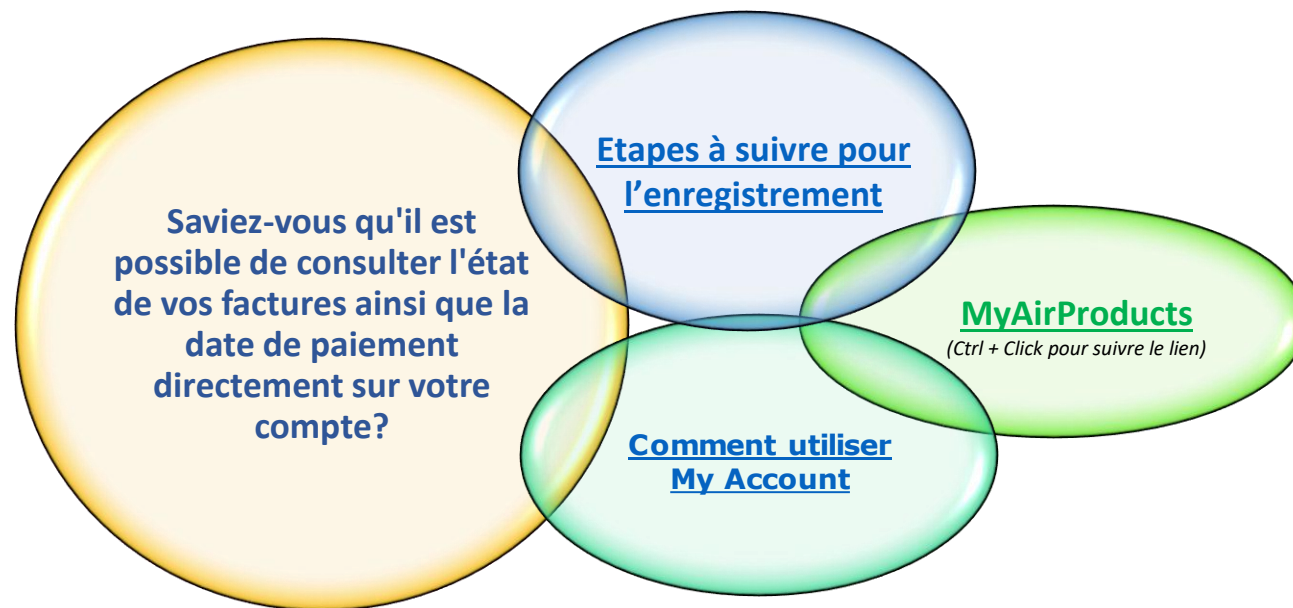 Saviez-vous qu'il est
possible de consulter l'état
de vos factures ainsi que la
date de paiement
directement sur votre
compte?
Etapes à suivre pour
l’enregistrement
MyAirProducts
(Ctrl + Click pour suivre le lien)
Comment utiliser
My Account